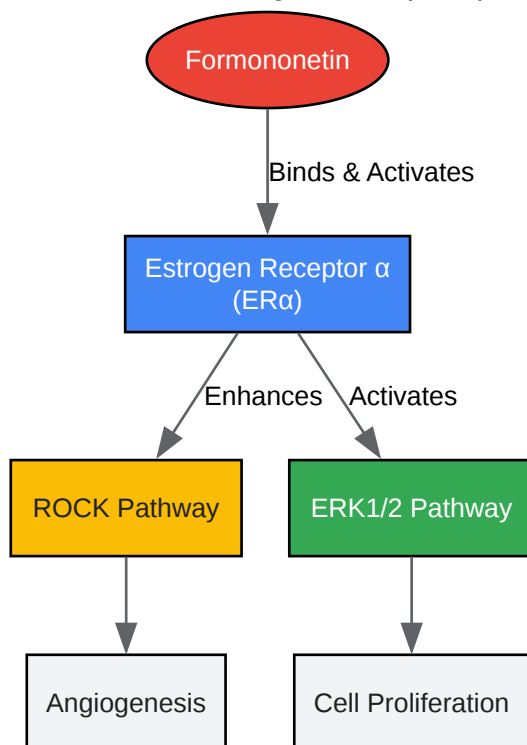 Formononetin
Binds & Activates
Estrogen Receptor α
(ERα)
Enhances
Activates
ROCK Pathway
ERK1/2 Pathway
Angiogenesis
Cell Proliferation